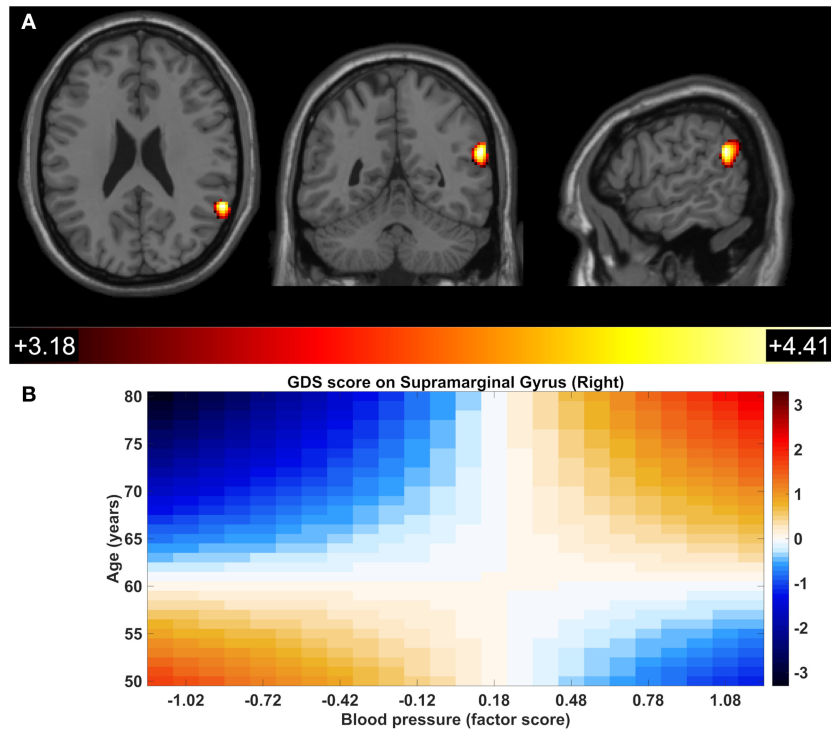 A
+3.18
+4.41
B
GDS score on Supramarginal Gyrus (Right)
80
75
70
65
60
55
50
Age (years)
-1.02 -0.72 -0.42 -0.12 0.18 0.48 0.78 1.08
Blood pressure (factor score)
3
2
1
0
-1
-2
-3